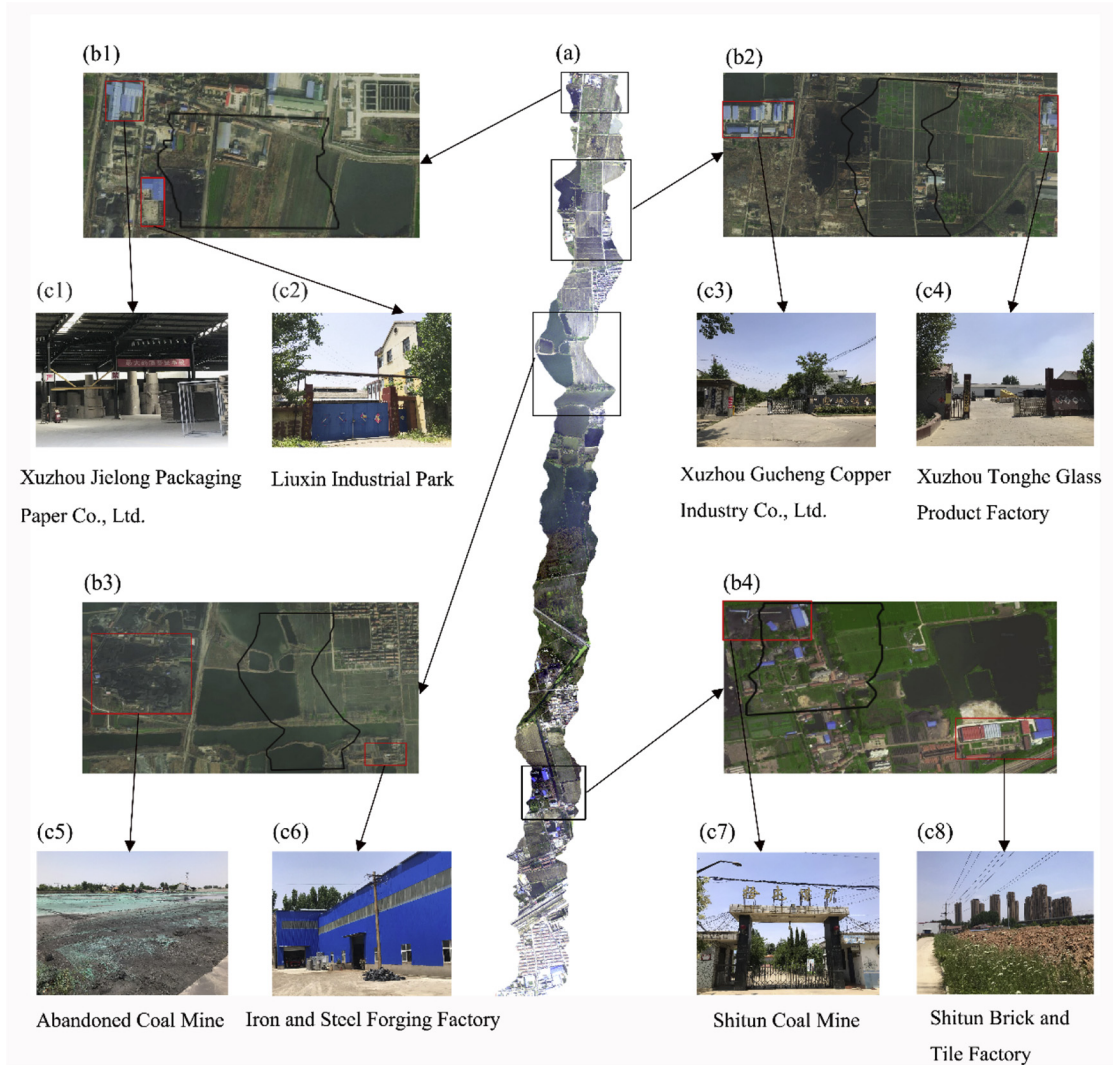 (b1)
(a)
(b2)
(c1)
(c2)
(c3)
(c4)
Xuzhou Jielong Packaging
Paper Co., Ltd.
Liuxin Industrial Park
Xuzhou Gucheng Copper
Industry Co., Ltd.
Xuzhou Tonghe Glass
Product Factory
(b3)
(b4)
(c5)
(c6)
(c7)
(c8)
Abandoned Coal Mine
Iron and Steel Forging Factory
Shitun Coal Mine
Shitun Brick and
Tile Factory